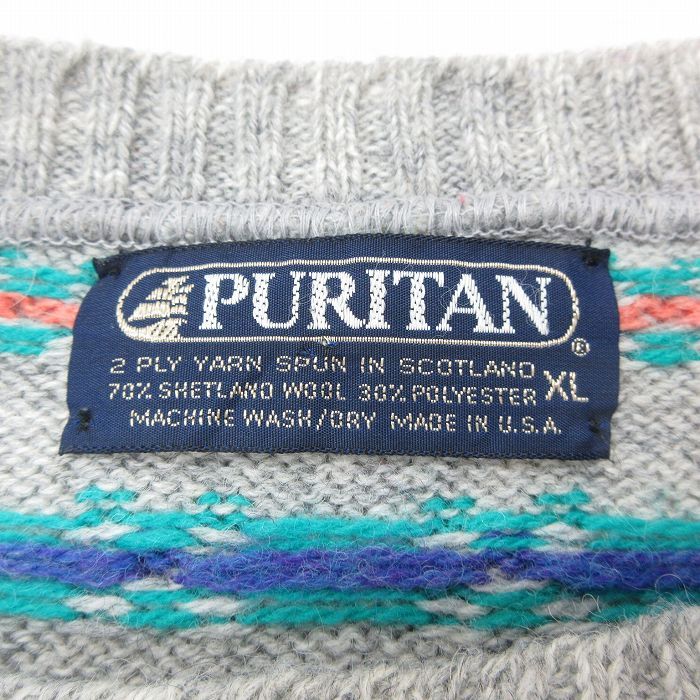 PURITAN ®
2 PLY YARN SPUN IN SCOTLAND
70% SHETLAND WOOL 30% POLYESTER XL
MACHINE WASH/DRY MADE IN U.S.A.